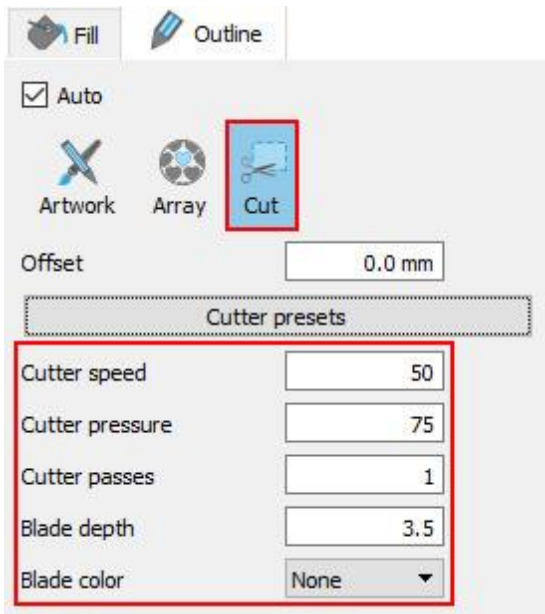 Fill Outline
Auto
Artwork Array Cut
Offset 0.0 mm
Cutter presets
Cutter speed 50
Cutter pressure 75
Cutter passes 1
Blade depth 3.5
Blade color None